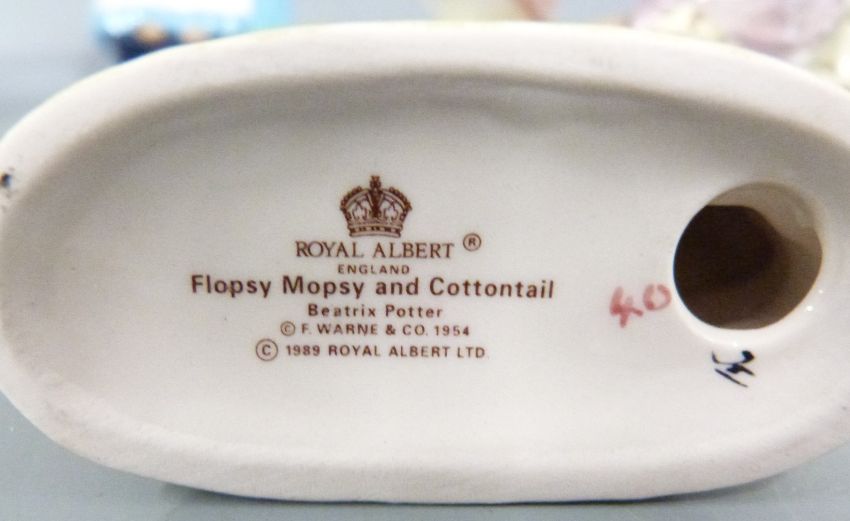 ROYAL ALBERT ®
ENGLAND
Flopsy Mopsy and Cottontail
Beatrix Potter
© F. WARNE & CO. 1954
© 1989 ROYAL ALBERT LTD
40